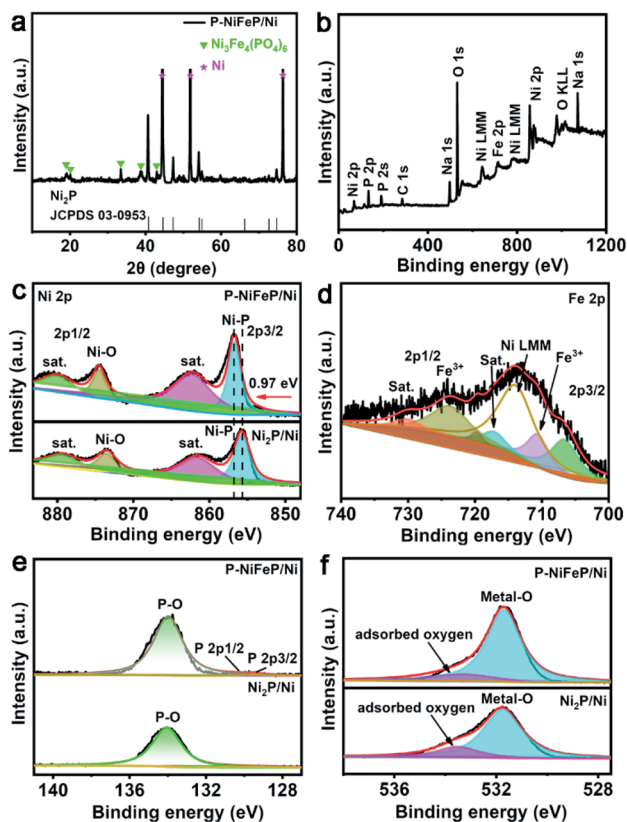 a
P-NiFeP/Ni
Ni₃Fe₄(PO₄)₆
Ni
Intensity (a.u.)
Ni₂P
JCPDS 03-0953
20 40 60 80
2θ (degree)
b
Intensity (a.u.)
Ni 2p
P 2p
P 2s
C 1s
Na 1s
O 1s
Ni LMM
Fe 2p
Ni LMM
Ni 2p
O KLL
Na 1s
0 400 800 1200
Binding energy (eV)
c
Ni 2p
P-NiFeP/Ni
Ni-P
2p1/2
2p3/2
Ni-O
sat.
sat.
0.97 eV
Ni-P
Ni₂P/Ni
sat.
Ni-O
sat.
Intensity (a.u.)
880 870 860 850
Binding energy (eV)
d
Fe 2p
Ni LMM
2p1/2
Sat.
Fe³⁺
Fe³⁺
Sat.
2p3/2
Intensity (a.u.)
740 730 720 710 700
Binding energy (eV)
e
P-NiFeP/Ni
P-O
P 2p1/2
P 2p3/2
Ni₂P/Ni
P-O
Intensity (a.u.)
140 136 132 128
Binding energy (eV)
f
P-NiFeP/Ni
Metal-O
adsorbed oxygen
Ni₂P/Ni
Metal-O
adsorbed oxygen
Intensity (a.u.)
536 532 528
Binding energy (eV)